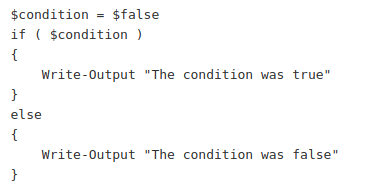 $condition = $false
if ( $condition )
{
    Write-Output "The condition was true"
}
else
{
    Write-Output "The condition was false"
}